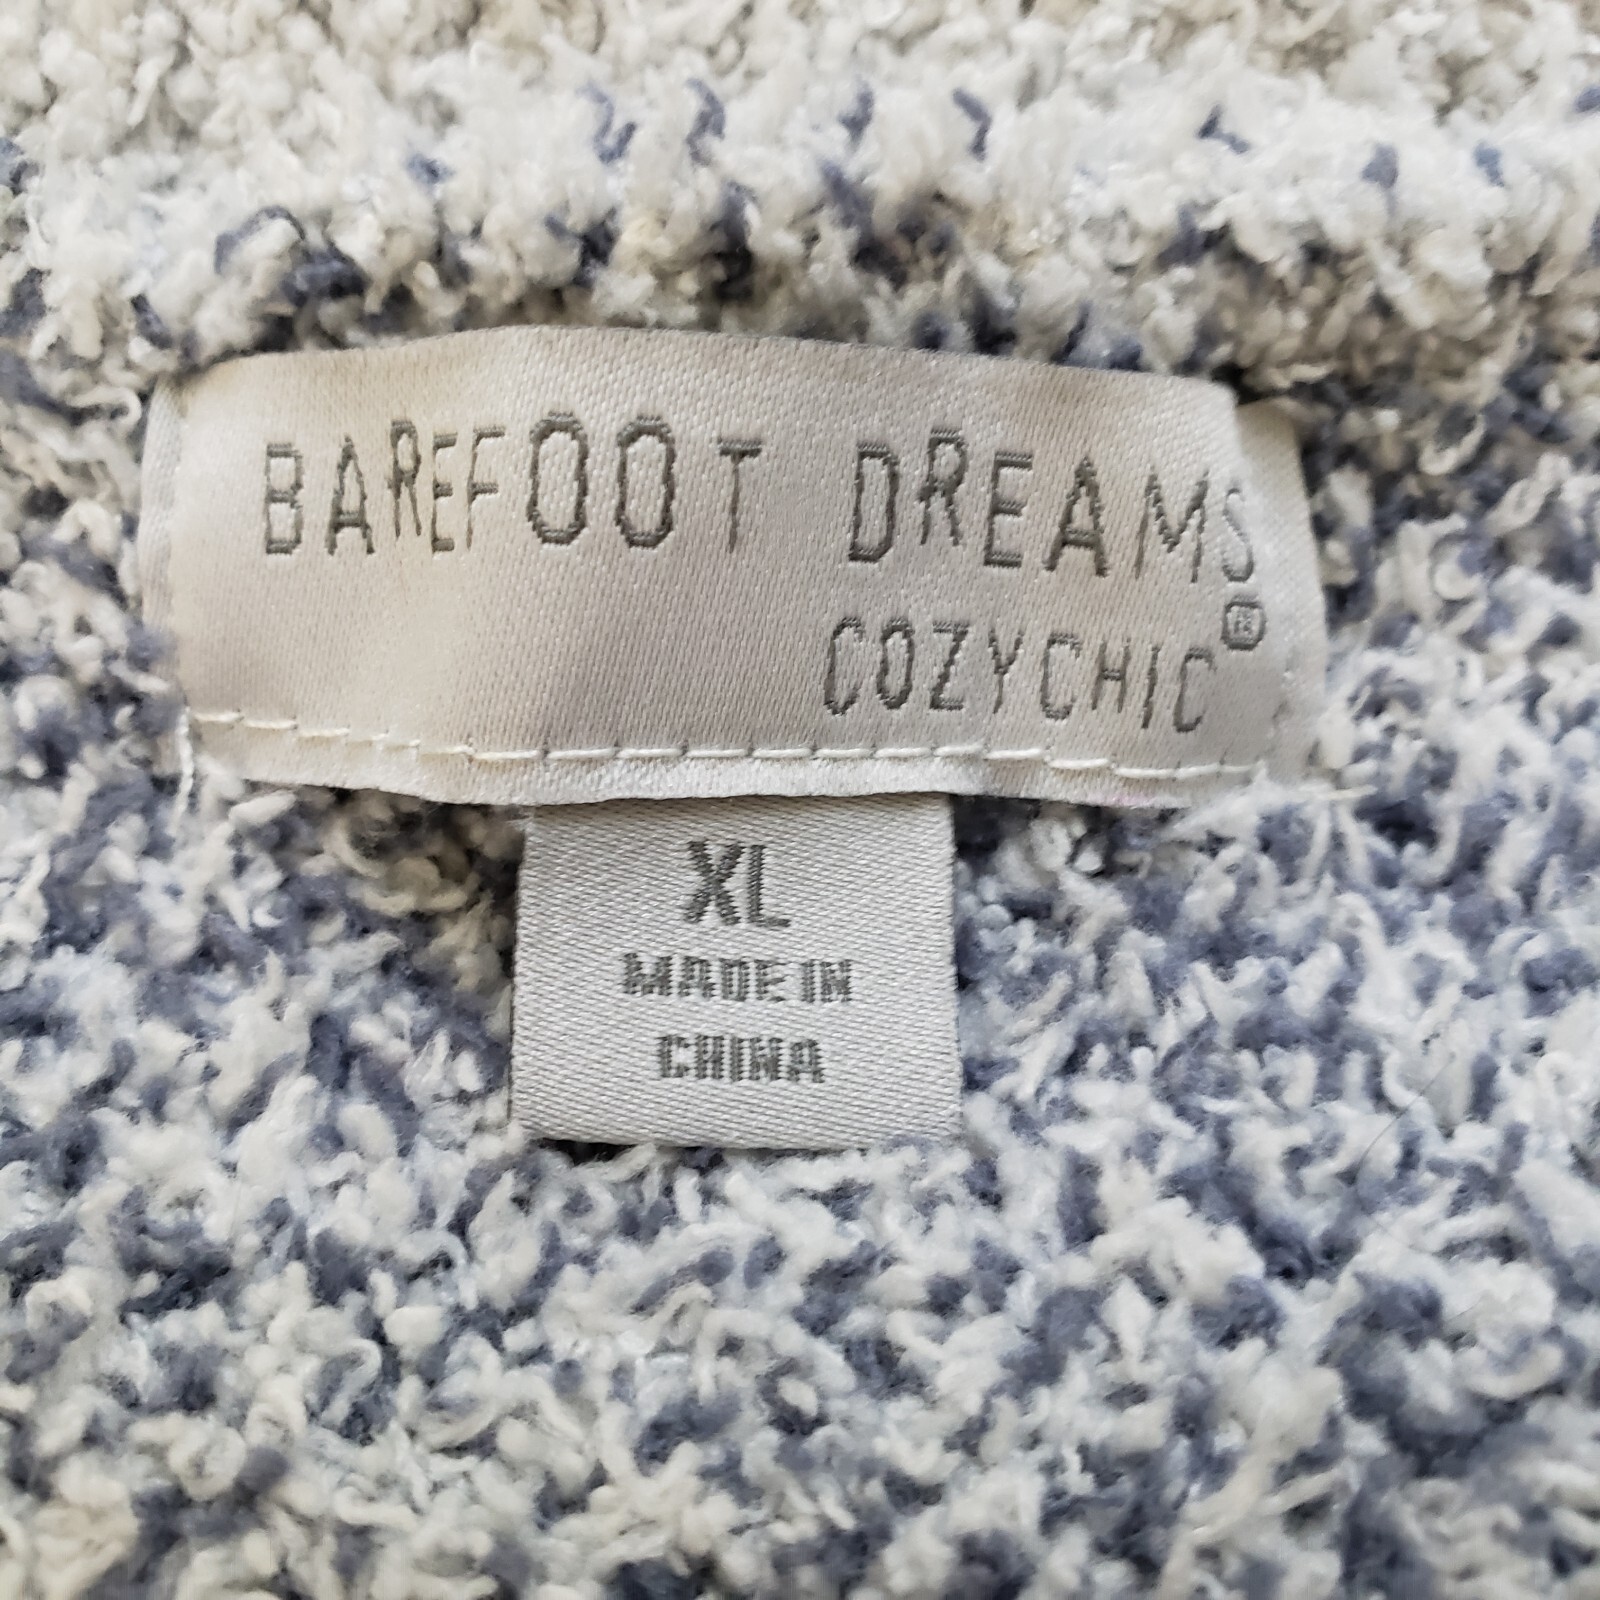 BAREFOOT DREAMS
COZYCHIC®
XL
MADE IN
CHINA